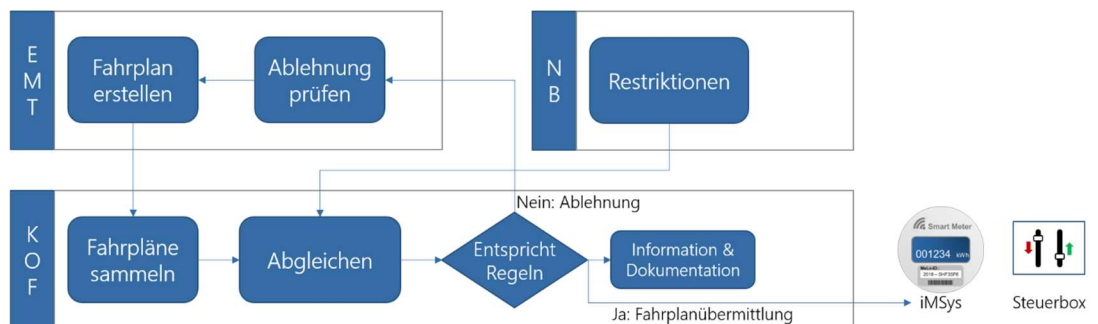 E
M
T
Fahrplan
erstellen
Ablehnung
prüfen
N
B
Restriktionen
K
O
F
Fahrpläne
sammeln
Abgleichen
Nein: Ablehnung
Entspricht
Regeln
Information &
Dokumentation
Ja: Fahrplanübermittlung
Smart Meter
001234 kWh
iMSys
Steuerbox